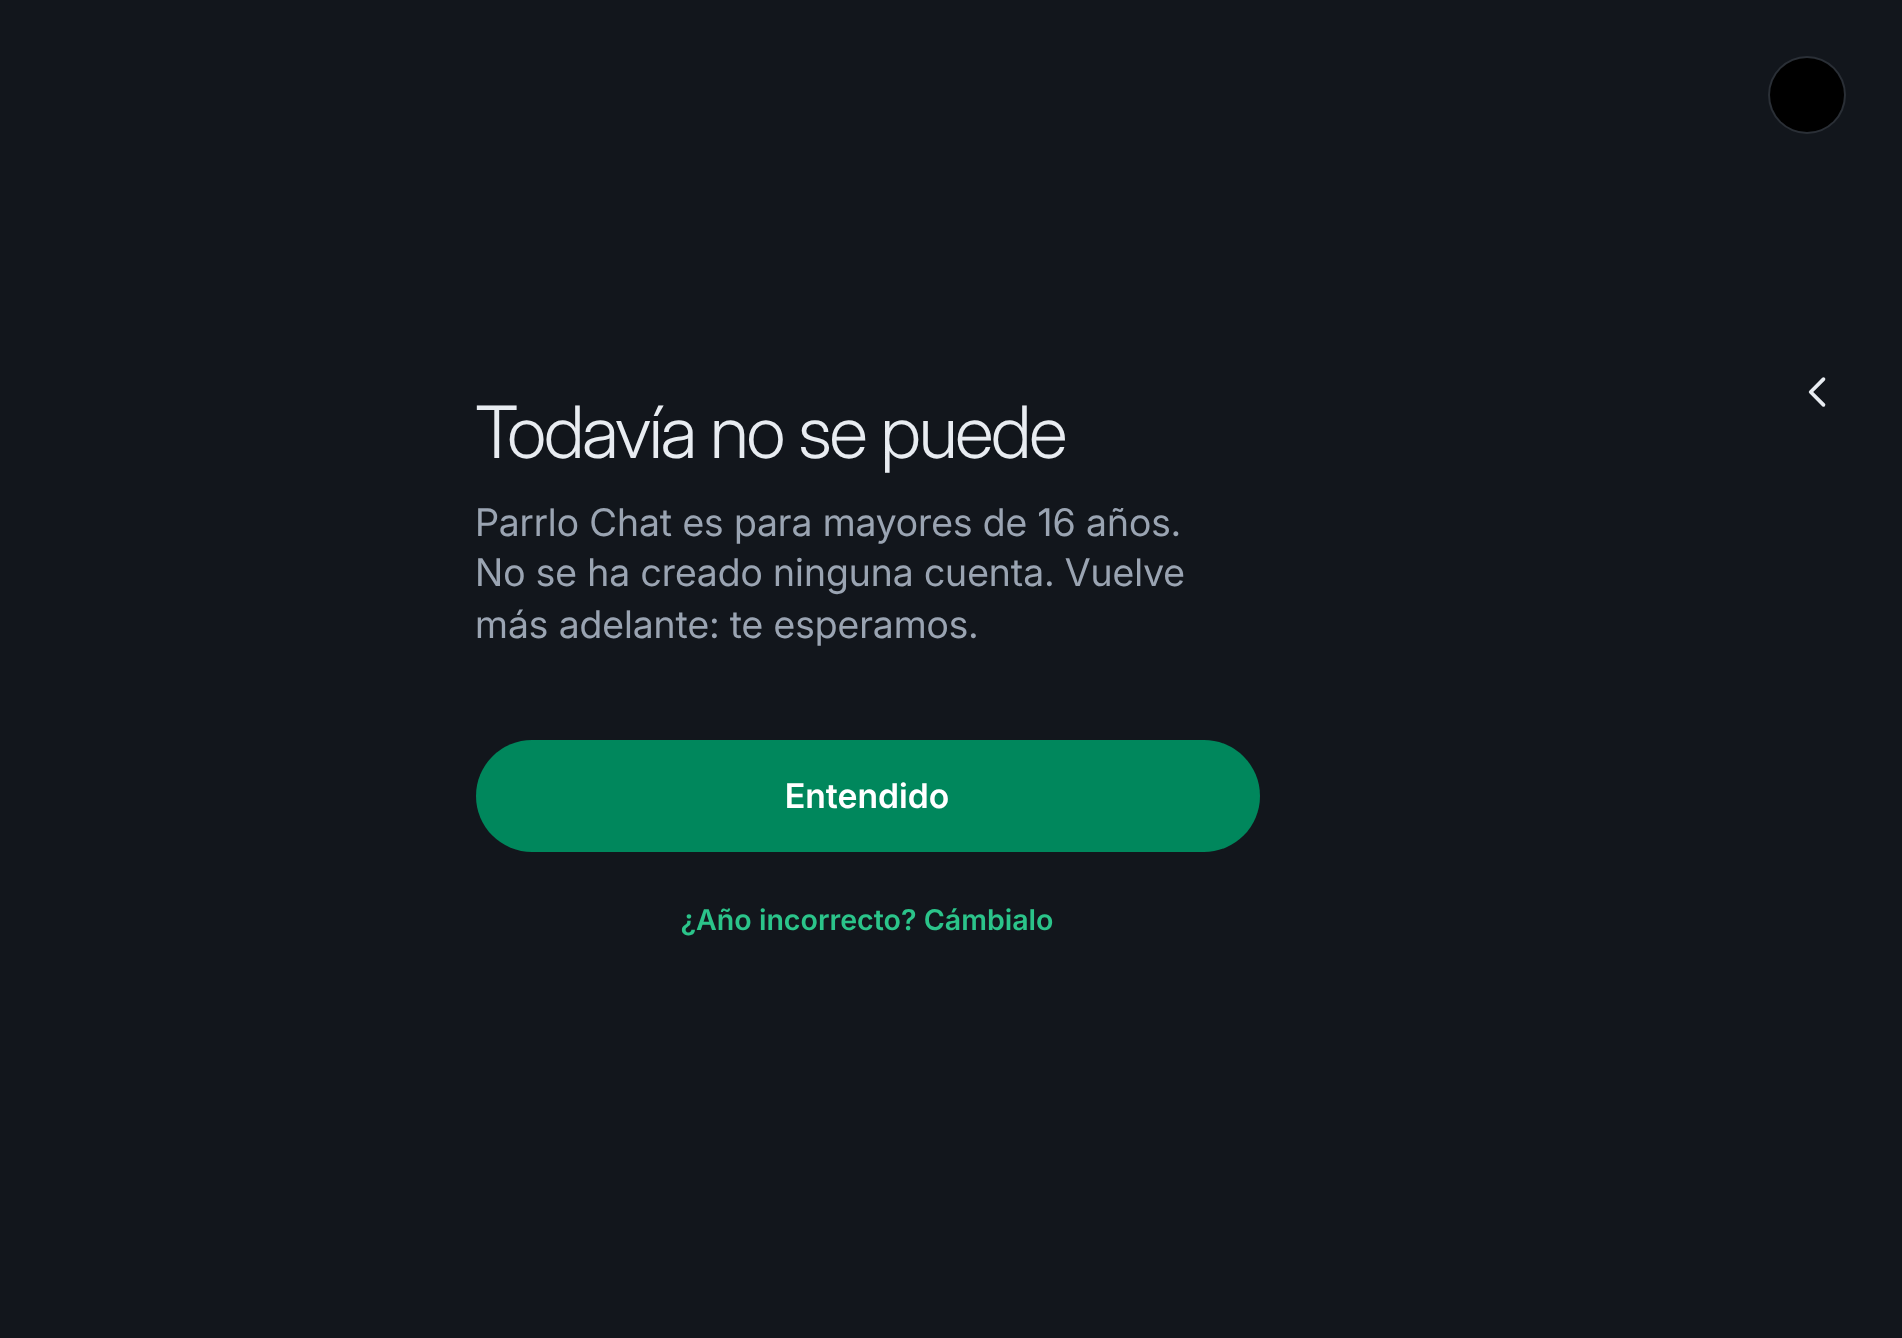 Todavía no se puede
Parrlo Chat es para mayores de 16 años.
No se ha creado ninguna cuenta. Vuelve
más adelante: te esperamos.
Entendido
¿Año incorrecto? Cámbialo